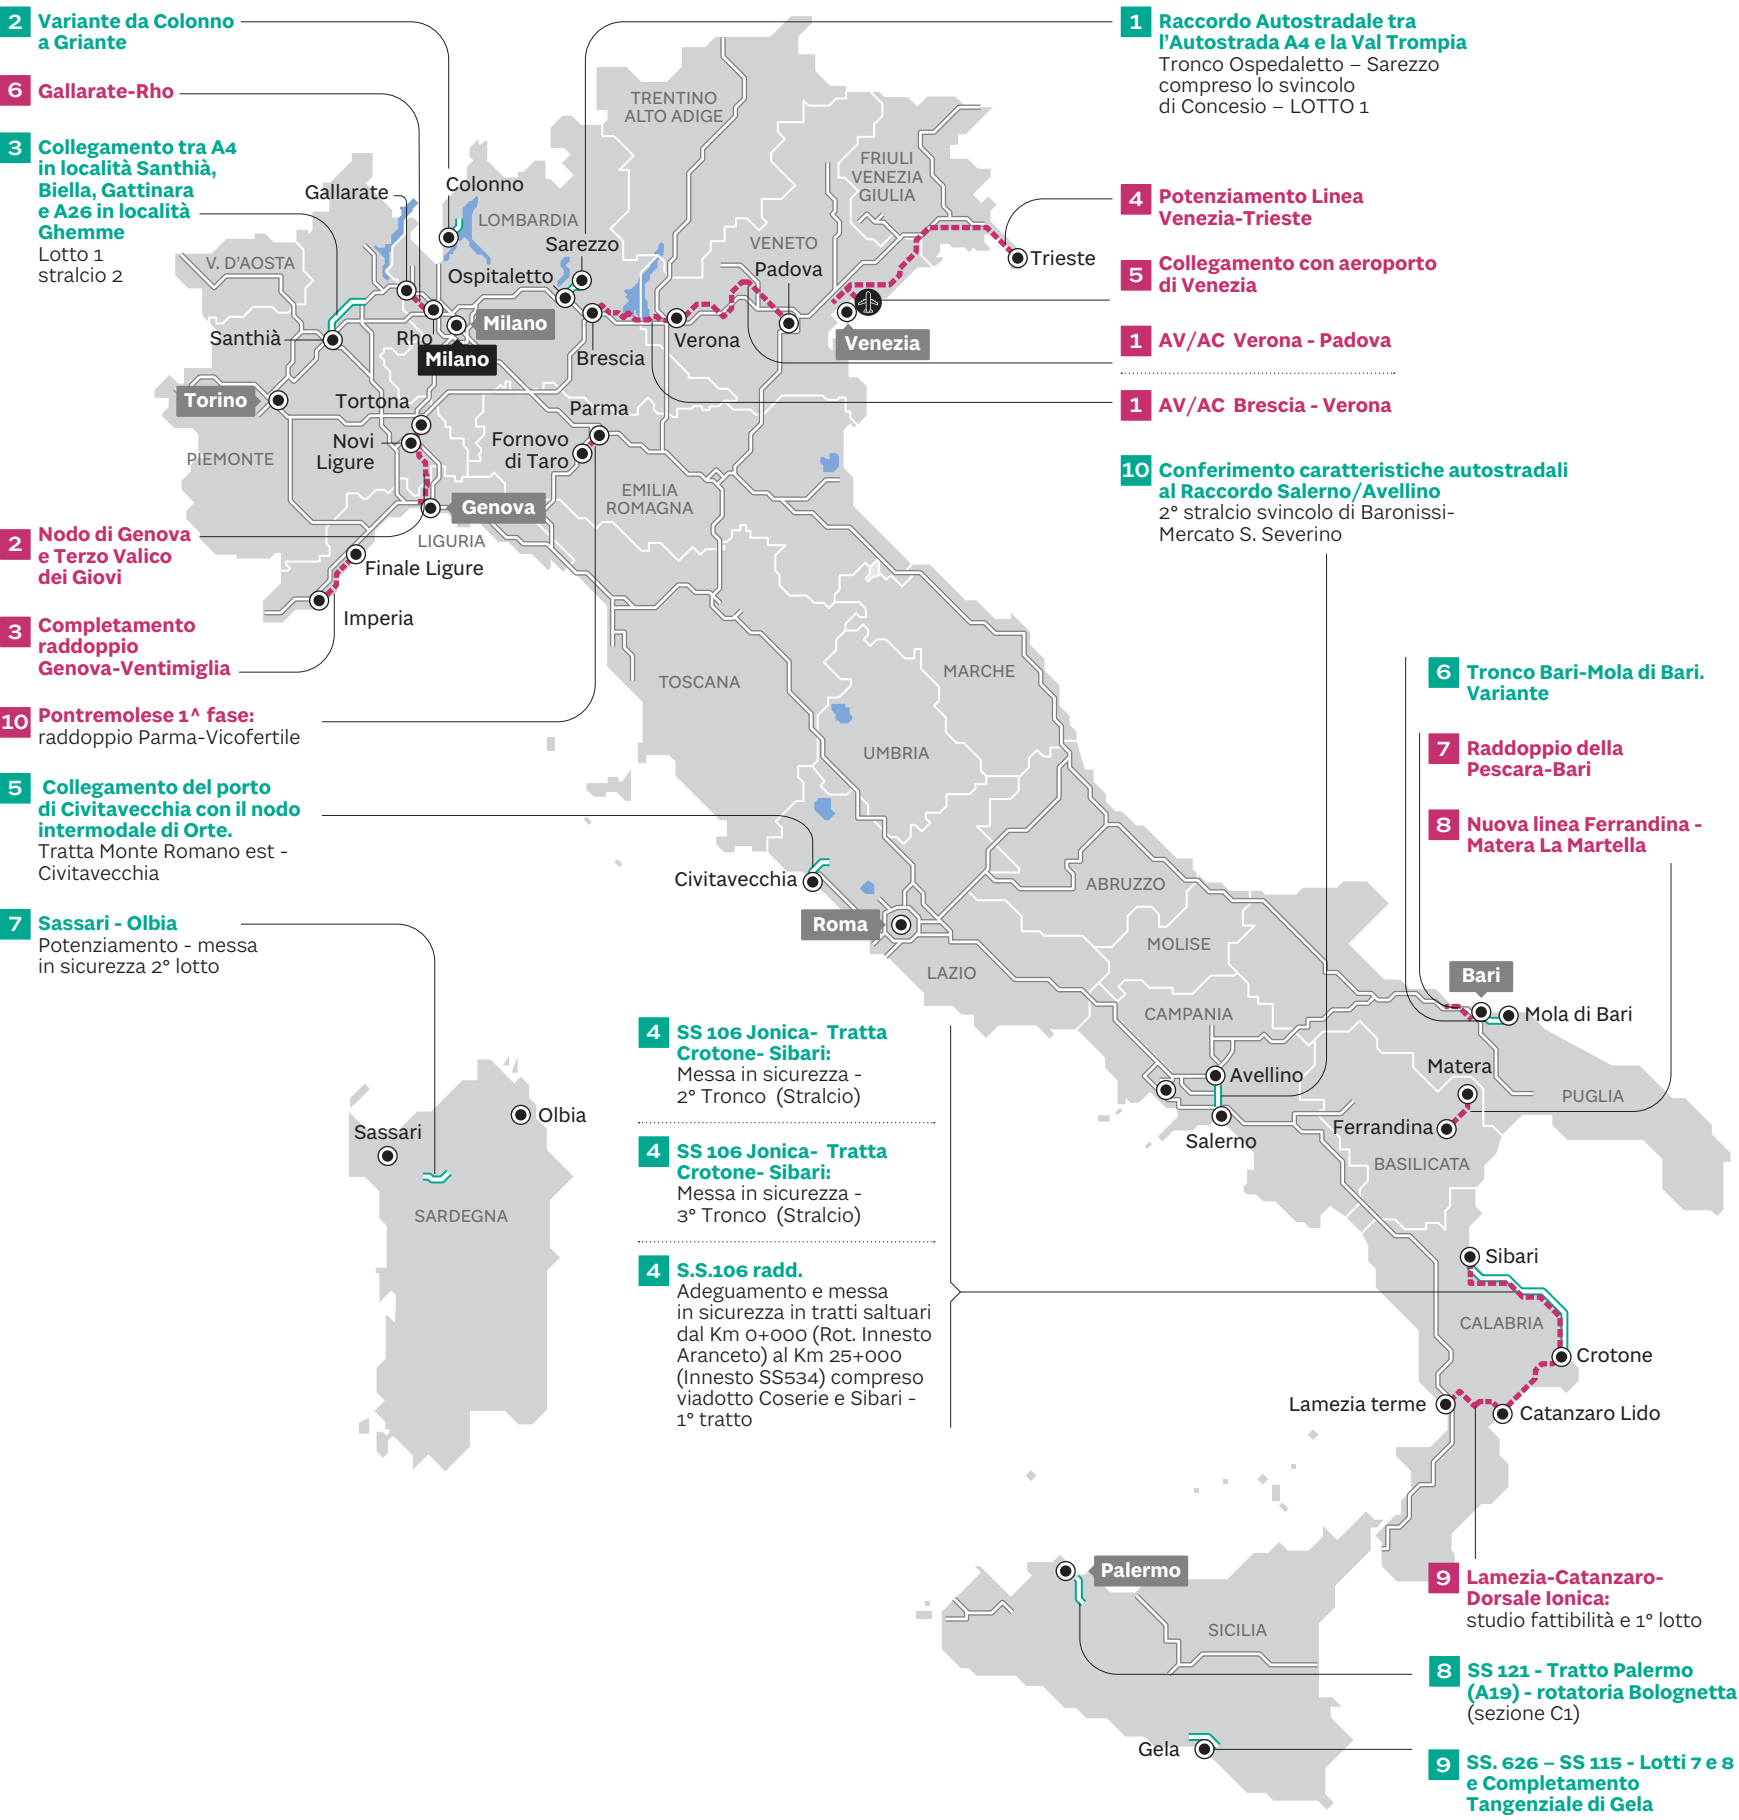 2 Variante da Colonno
a Griante
6 Gallarate-Rho
3 Collegamento tra A4
in località Santhià,
Biella, Gattinara
e A26 in località
Ghemme
Lotto 1
stralcio 2
2 Nodo di Genova
e Terzo Valico
dei Giovi
3 Completamento
raddoppio
Genova-Ventimiglia
10 Pontremolese 1^ fase:
raddoppio Parma-Vicofertile
5 Collegamento del porto
di Civitavecchia con il nodo
intermodale di Orte.
Tratta Monte Romano est -
Civitavecchia
7 Sassari - Olbia
Potenziamento - messa
in sicurezza 2° lotto
1 Raccordo Autostradale tra
l'Autostrada A4 e la Val Trompia
Tronco Ospedaletto – Sarezzo
compreso lo svincolo
di Concesio – LOTTO 1
4 Potenziamento Linea
Venezia-Trieste
5 Collegamento con aeroporto
di Venezia
1 AV/AC Verona - Padova
1 AV/AC Brescia - Verona
10 Conferimento caratteristiche autostradali
al Raccordo Salerno/Avellino
2° stralcio svincolo di Baronissi-
Mercato S. Severino
6 Tronco Bari-Mola di Bari.
Variante
7 Raddoppio della
Pescara-Bari
8 Nuova linea Ferrandina -
Matera La Martella
4 SS 106 Jonica- Tratta
Crotone- Sibari:
Messa in sicurezza -
2° Tronco (Stralcio)
4 SS 106 Jonica- Tratta
Crotone- Sibari:
Messa in sicurezza -
3° Tronco (Stralcio)
4 S.S.106 radd.
Adeguamento e messa
in sicurezza in tratti saltuari
dal Km 0+000 (Rot. Innesto
Aranceto) al Km 25+000
(Innesto SS534) compreso
viadotto Coserie e Sibari -
1° tratto
9 Lamezia-Catanzaro-
Dorsale Ionica:
studio fattibilità e 1° lotto
8 SS 121 - Tratto Palermo
(A19) - rotatoria Bolognetta
(sezione C1)
9 SS. 626 – SS 115 - Lotti 7 e 8
e Completamento
Tangenziale di Gela
TRENTINO
ALTO ADIGE
FRIULI
VENEZIA
GIULIA
Gallarate
Colonno
LOMBARDIA
Sarezzo
VENETO
V. D'AOSTA
Ospitaletto
Padova
Trieste
Santhià
Rho
Milano
Milano
Brescia
Verona
Venezia
Torino
Tortona
Parma
Novi
Ligure
Fornovo
di Taro
PIEMONTE
EMILIA
ROMAGNA
Genova
LIGURIA
Finale Ligure
Imperia
TOSCANA
MARCHE
UMBRIA
Civitavecchia
ABRUZZO
Roma
MOLISE
LAZIO
Bari
CAMPANIA
Mola di Bari
Avellino
Matera
PUGLIA
Olbia
Sassari
Salerno
Ferrandina
BASILICATA
SARDEGNA
Sibari
CALABRIA
Crotone
Lamezia terme
Catanzaro Lido
Palermo
SICILIA
Gela